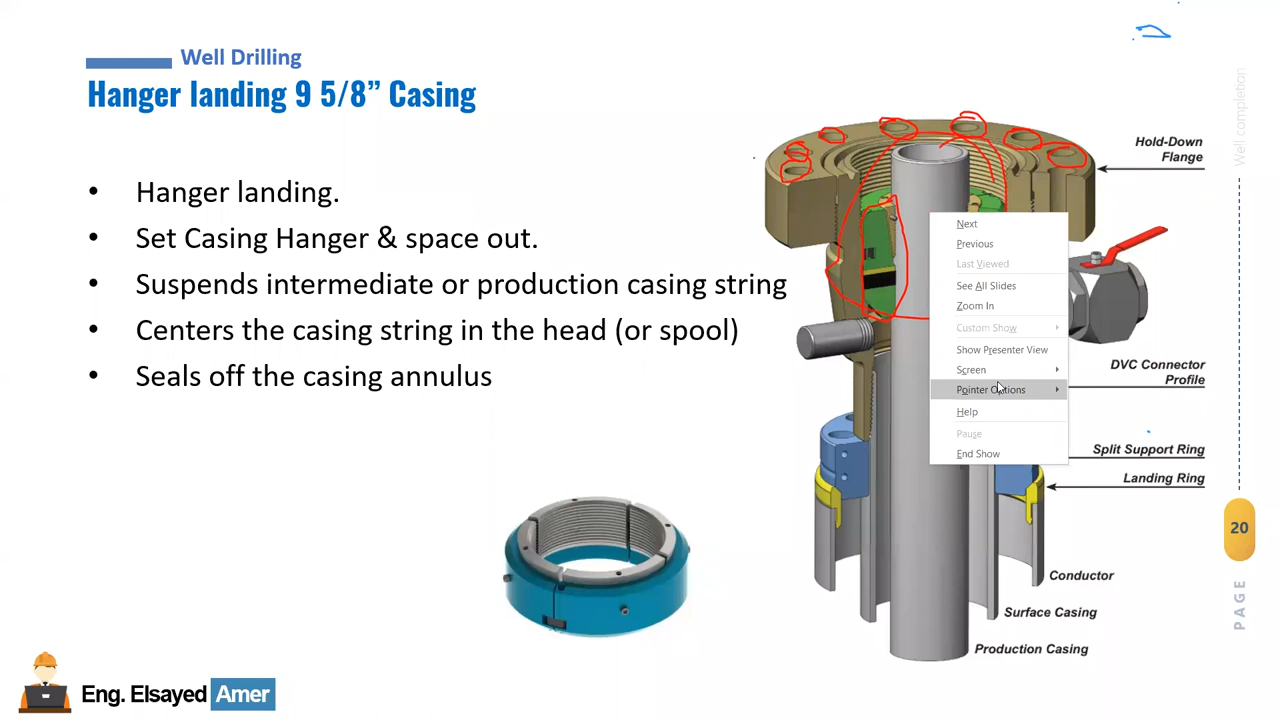 Well Drilling
Hanger landing 9 5/8” Casing
• Hanger landing.
• Set Casing Hanger & space out.
• Suspends intermediate or production casing string
• Centers the casing string in the head (or spool)
• Seals off the casing annulus
Hold-Down
Flange
Next
Previous
Last Viewed
See All Slides
Zoom In
Custom Show
Show Presenter View
Screen
Pointer Options
Help
Pause
End Show
DVC Connector
Profile
Split Support Ring
Landing Ring
Conductor
Surface Casing
Production Casing
Well completion
20
PAGE
Eng. Elsayed Amer